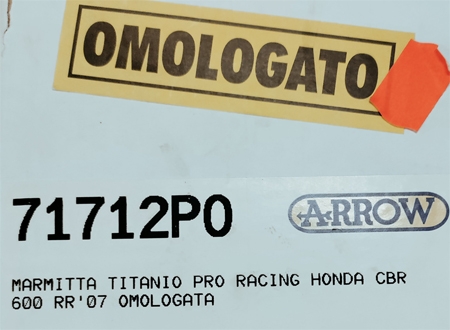 OMOLOGATO
71712PO
ARROW
MARMITTA TITANIO PRO RACING HONDA CBR
600 RR'07 OMOLOGATA